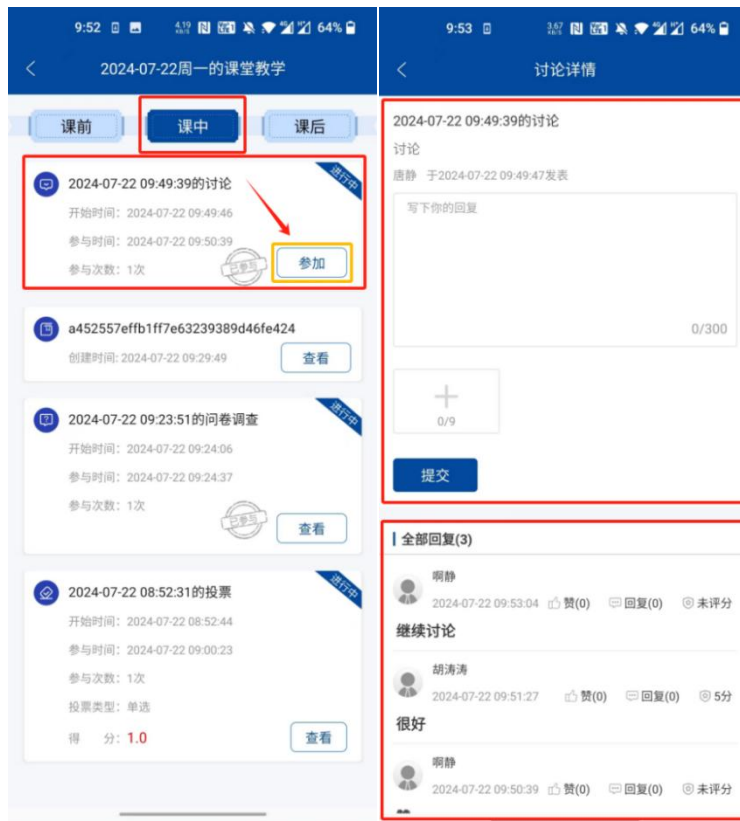 9:52 4.19 KB/S 64%
2024-07-22周一的课堂教学
课前 课中 课后
2024-07-22 09:49:39的讨论
进行中
开始时间：2024-07-22 09:49:46
参与时间：2024-07-22 09:50:39
参与次数：1次
已参与
参加
a452557effb1ff7e63239389d46fe424
创建时间: 2024-07-22 09:29:49
查看
2024-07-22 09:23:51的问卷调查
进行中
开始时间：2024-07-22 09:24:06
参与时间：2024-07-22 09:24:37
参与次数：1次
已参与
查看
2024-07-22 08:52:31的投票
进行中
开始时间：2024-07-22 08:52:44
参与时间：2024-07-22 09:00:23
参与次数：1次
投票类型：单选
得 分：1.0
查看
9:53 3.67 KB/S 64%
讨论详情
2024-07-22 09:49:39的讨论
讨论
唐静 于2024-07-22 09:49:47发表
写下你的回复
0/300
0/9
提交
全部回复(3)
啊静
2024-07-22 09:53:04 赞(0) 回复(0) 未评分
继续讨论
胡涛涛
2024-07-22 09:51:27 赞(0) 回复(0) 5分
很好
啊静
2024-07-22 09:50:39 赞(0) 回复(0) 未评分